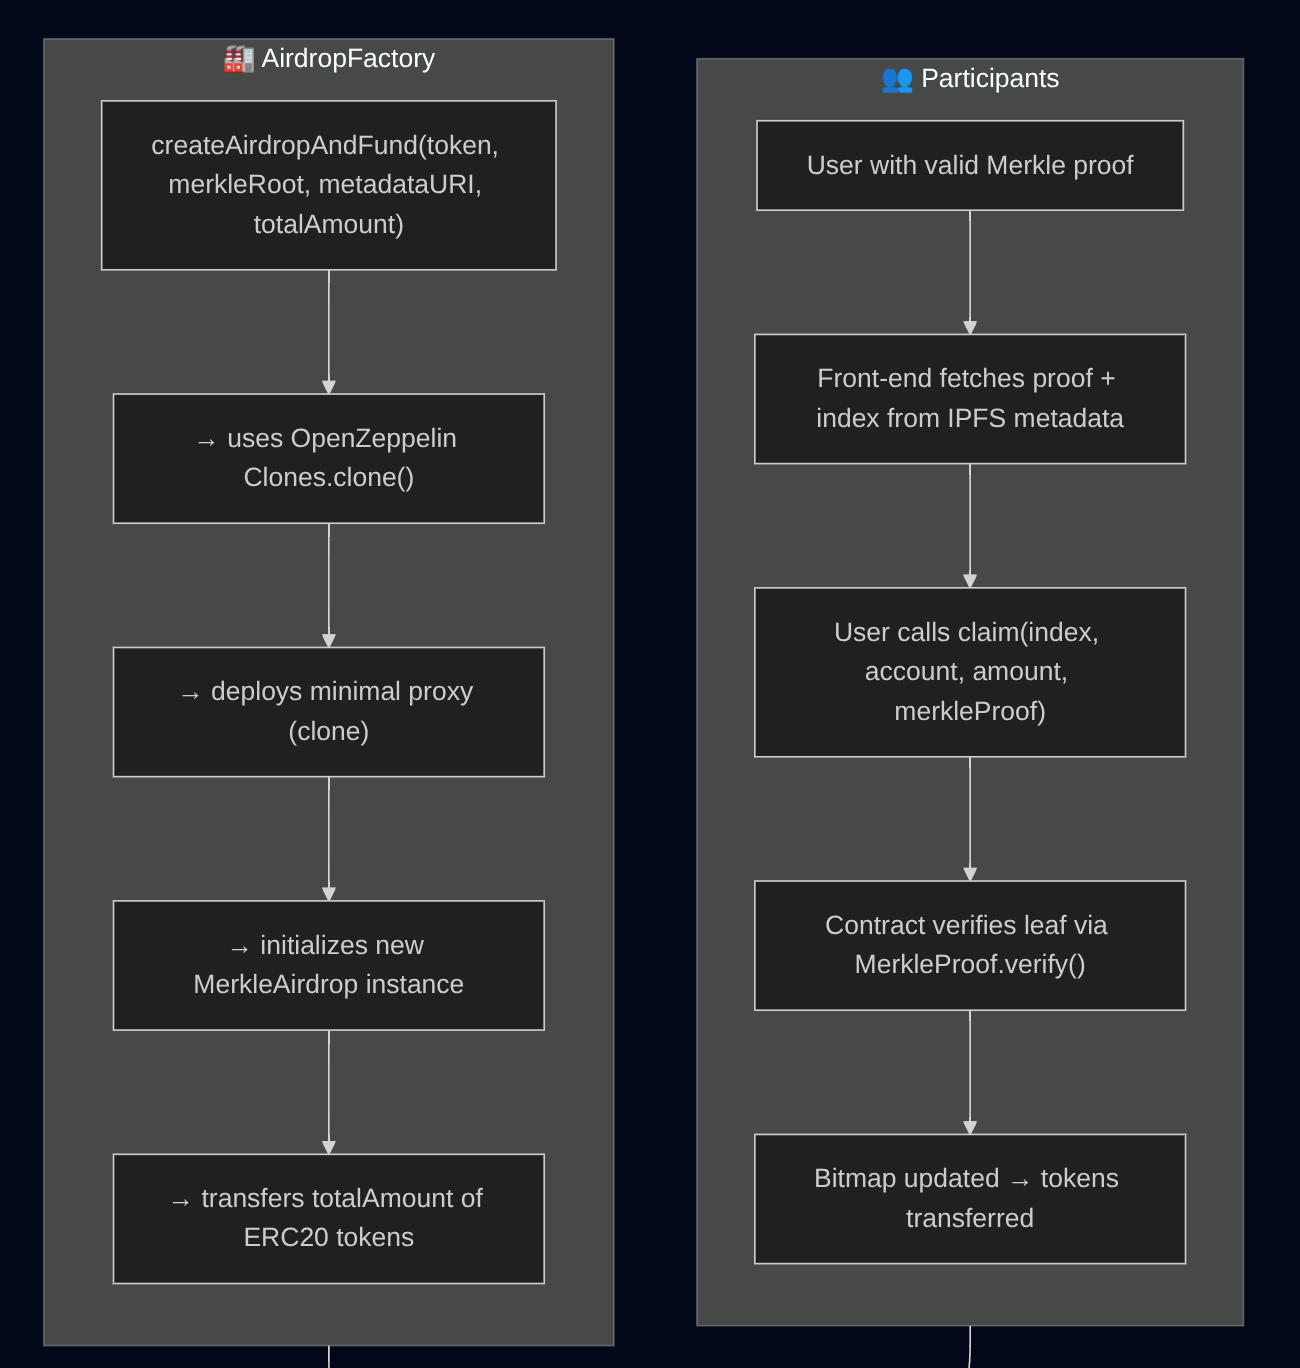 🏭 AirdropFactory
createAirdropAndFund(token,
merkleRoot, metadataURI,
totalAmount)
→ uses OpenZeppelin
Clones.clone()
→ deploys minimal proxy
(clone)
→ initializes new
MerkleAirdrop instance
→ transfers totalAmount of
ERC20 tokens
👥 Participants
User with valid Merkle proof
Front-end fetches proof +
index from IPFS metadata
User calls claim(index,
account, amount,
merkleProof)
Contract verifies leaf via
MerkleProof.verify()
Bitmap updated → tokens
transferred